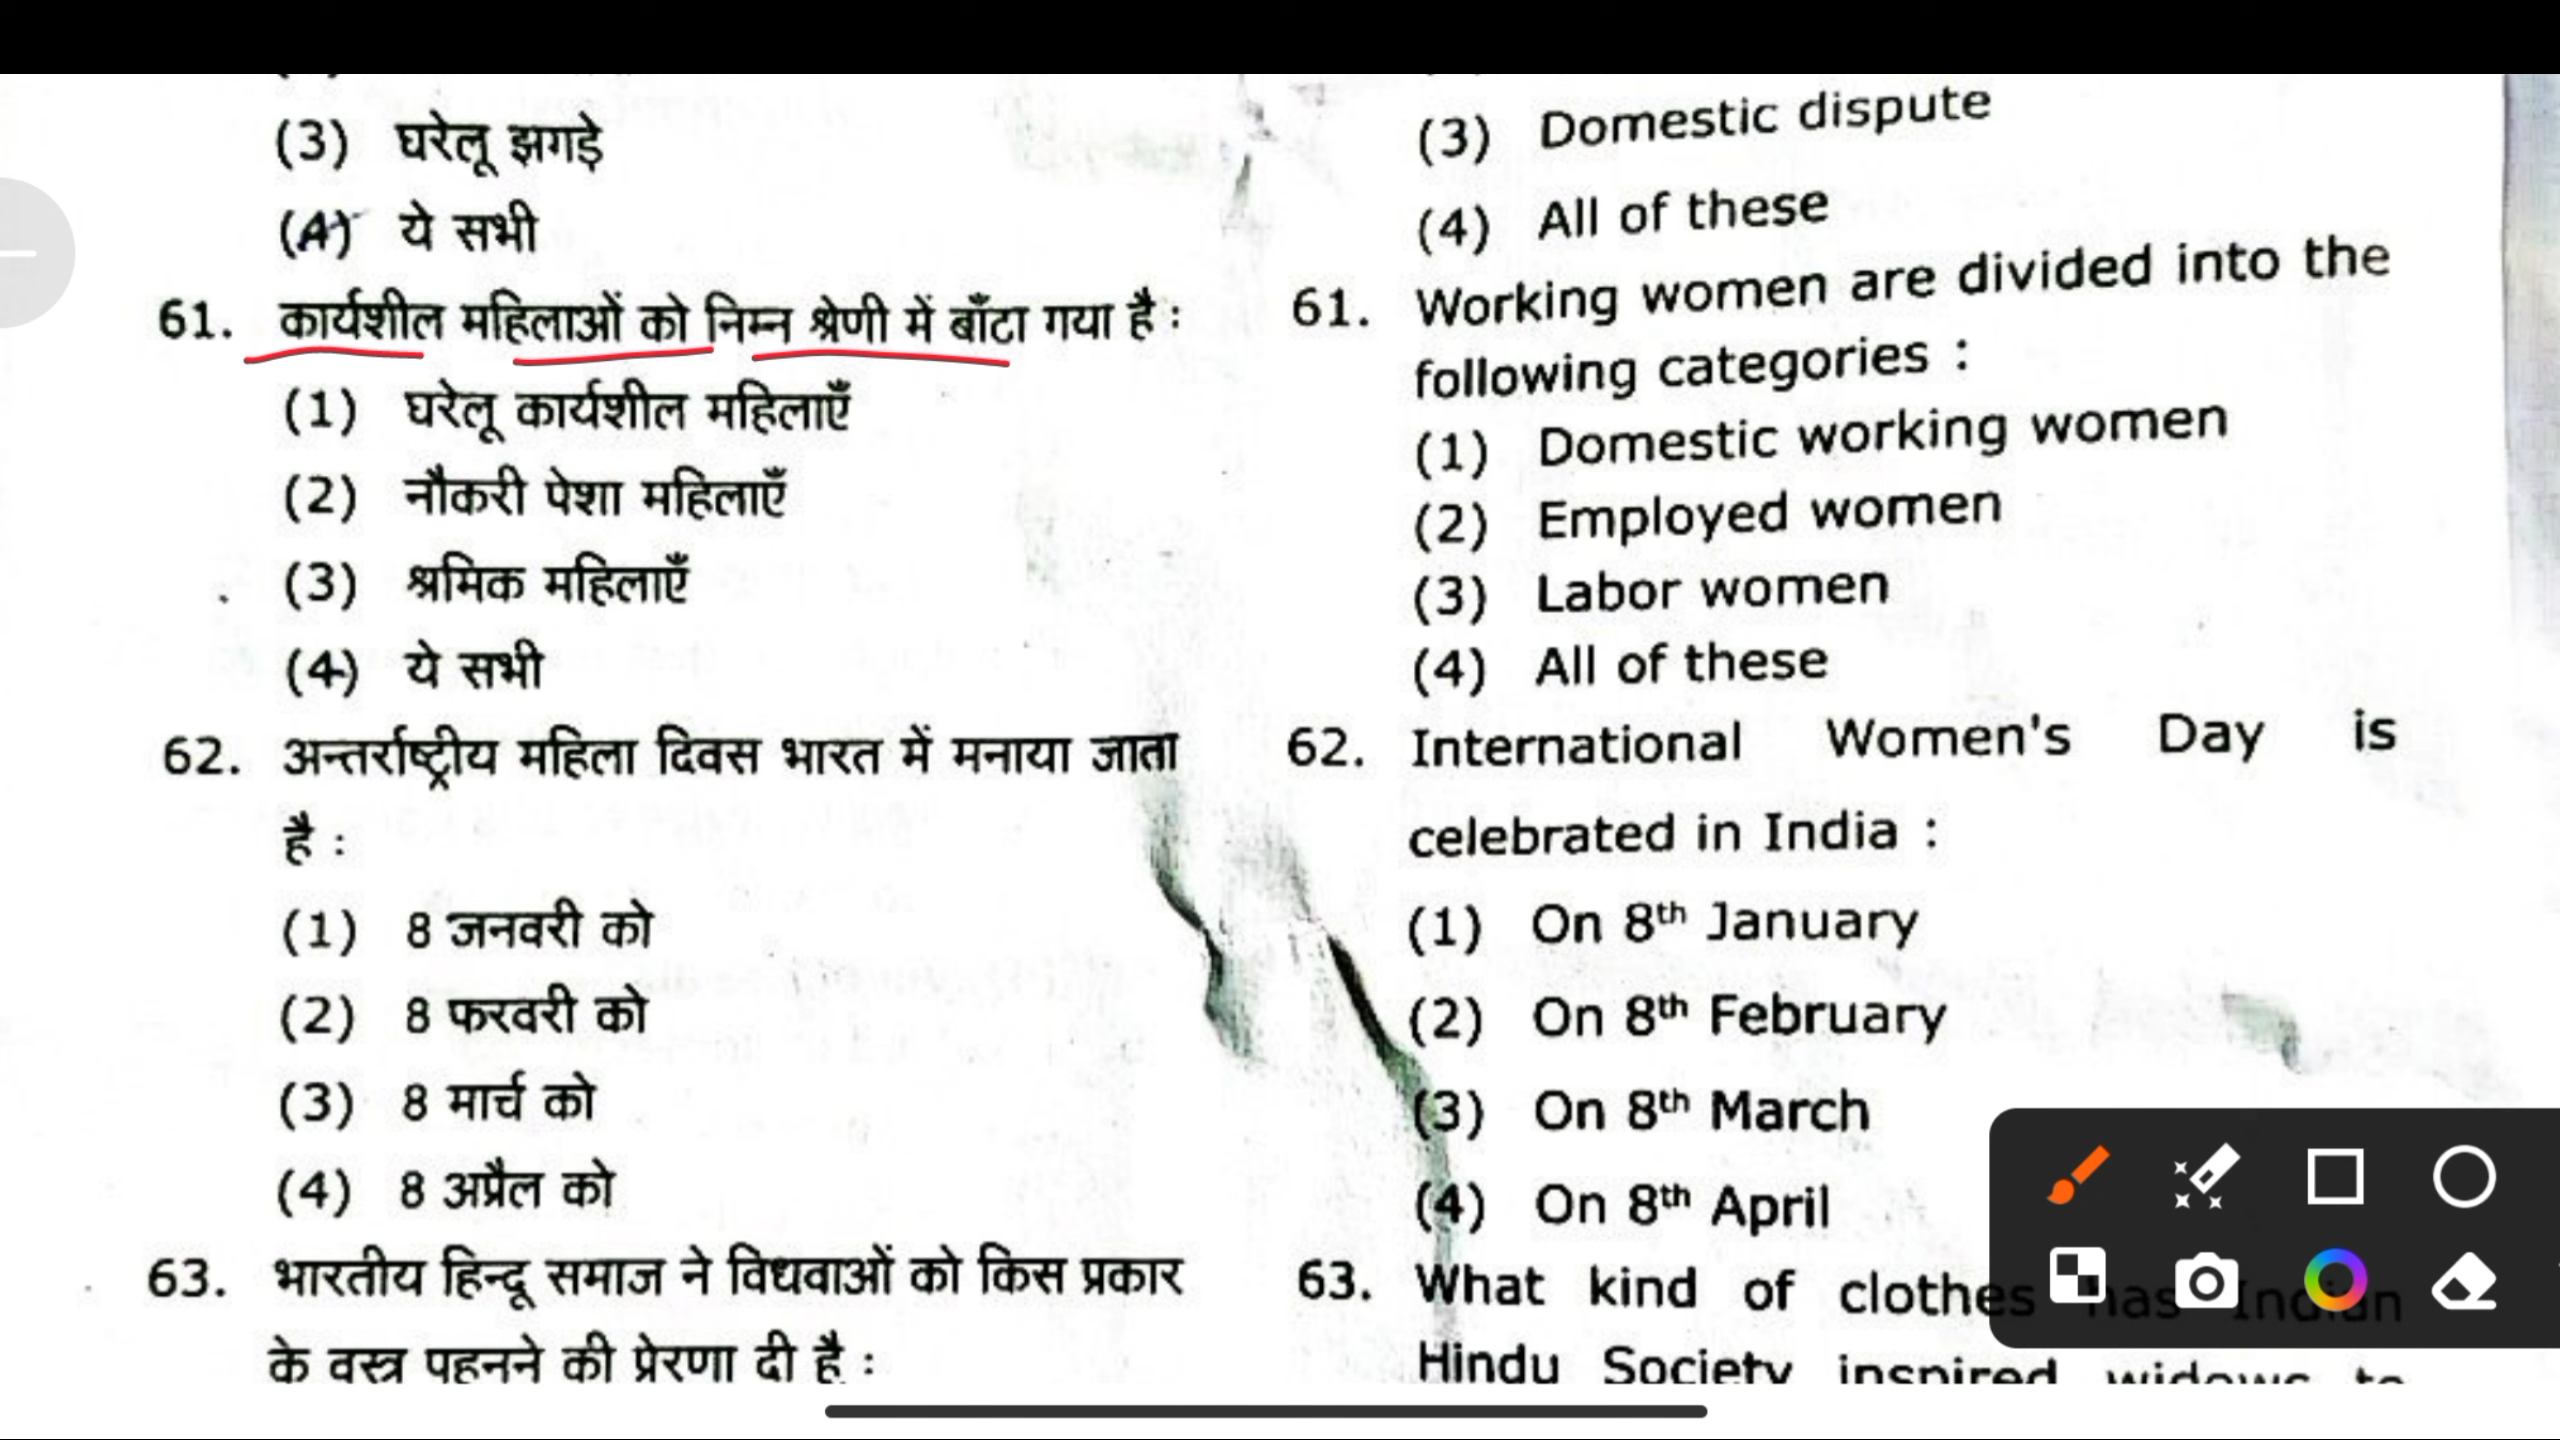 (3) घरेलू झगड़े
(4) ये सभी
61. कार्यशील महिलाओं को निम्न श्रेणी में बाँटा गया है :
(1) घरेलू कार्यशील महिलाएँ
(2) नौकरी पेशा महिलाएँ
(3) श्रमिक महिलाएँ
(4) ये सभी
62. अन्तर्राष्ट्रीय महिला दिवस भारत में मनाया जाता
है :
(1) 8 जनवरी को
(2) 8 फरवरी को
(3) 8 मार्च को
(4) 8 अप्रैल को
63. भारतीय हिन्दू समाज ने विधवाओं को किस प्रकार
के वस्त्र पहनने की प्रेरणा दी है :
(3) Domestic dispute
(4) All of these
61. Working women are divided into the
following categories :
(1) Domestic working women
(2) Employed women
(3) Labor women
(4) All of these
62. International Women's Day is
celebrated in India :
(1) On 8th January
(2) On 8th February
(3) On 8th March
(4) On 8th April
63. What kind of clothes has Indian
Hindu Society inspired widows to